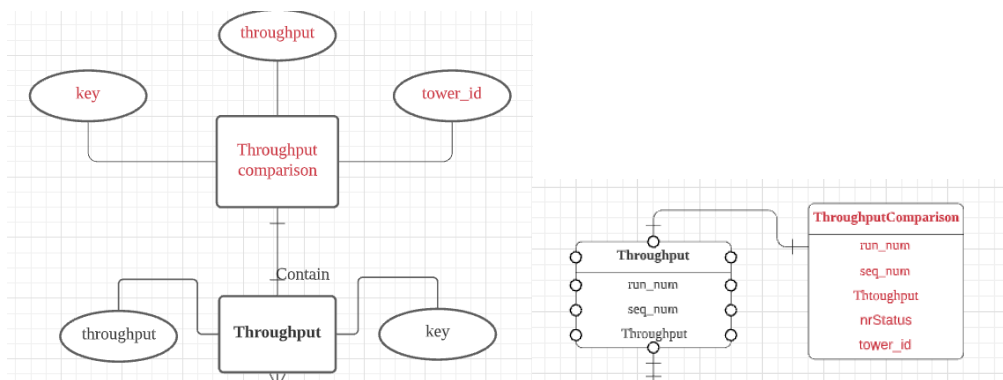 throughput
key
tower_id
Throughput
comparison
Contain
throughput
Throughput
key
Throughput
run_num
seq_num
Throughput
ThroughputComparison
run_num
seq_num
Thtoughput
nrStatus
tower_id